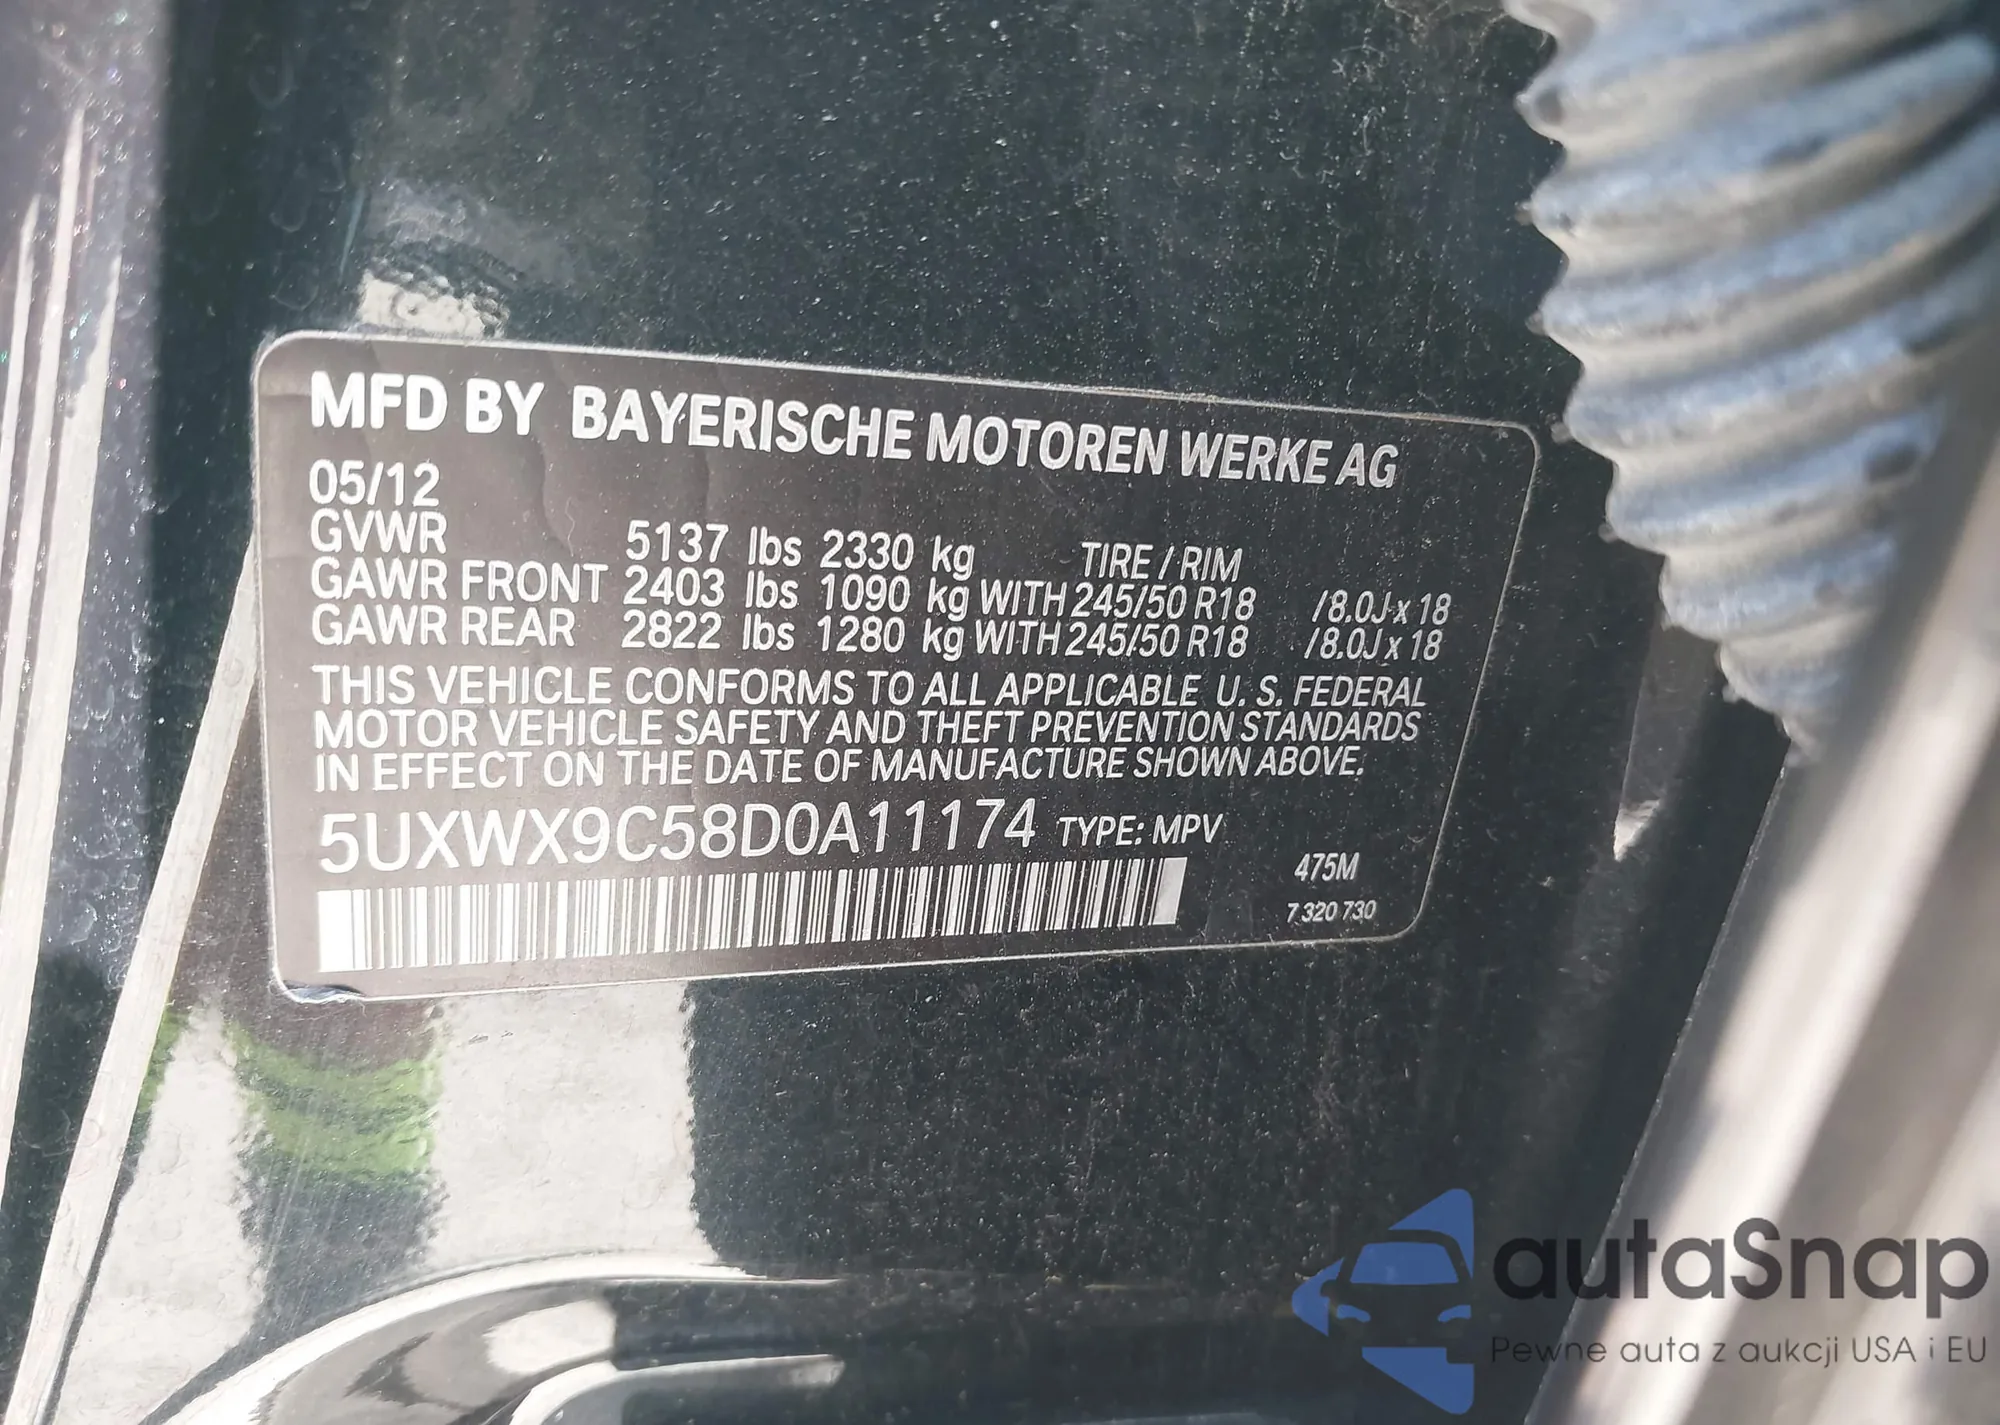 MFD BY BAYERISCHE MOTOREN WERKE AG
05/12
GVWR 5137 lbs 2330 kg TIRE / RIM
GAWR FRONT 2403 lbs 1090 kg WITH 245/50 R18 /8.0J x 18
GAWR REAR 2822 lbs 1280 kg WITH 245/50 R18 /8.0J x 18
THIS VEHICLE CONFORMS TO ALL APPLICABLE U. S. FEDERAL
MOTOR VEHICLE SAFETY AND THEFT PREVENTION STANDARDS
IN EFFECT ON THE DATE OF MANUFACTURE SHOWN ABOVE.
5UXWX9C58D0A11174 TYPE: MPV
475M
7 320 730
autaSnap
Pewne auta z aukcji USA i EU